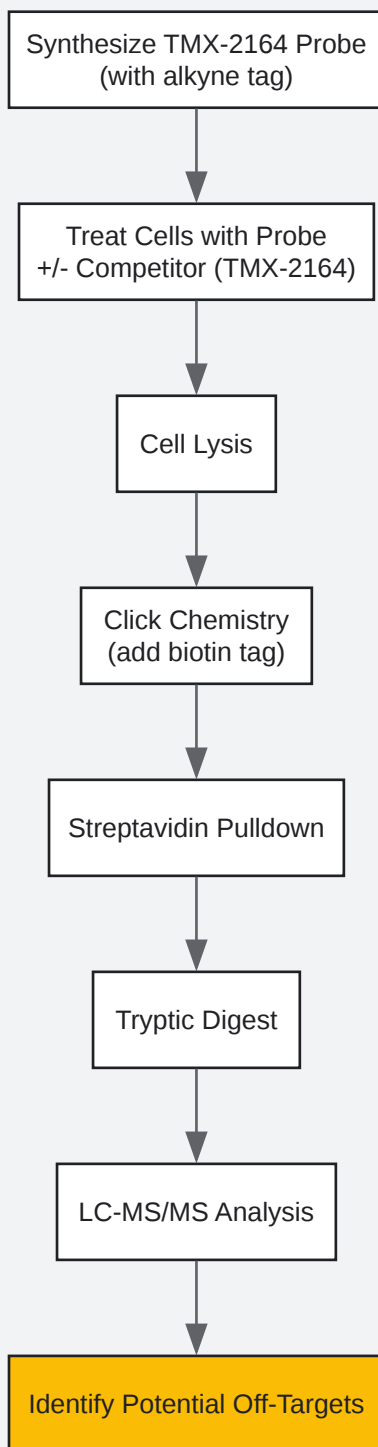 Synthesize TMX-2164 Probe
(with alkyne tag)
Treat Cells with Probe
+/- Competitor (TMX-2164)
Cell Lysis
Click Chemistry
(add biotin tag)
Streptavidin Pulldown
Tryptic Digest
LC-MS/MS Analysis
Identify Potential Off-Targets